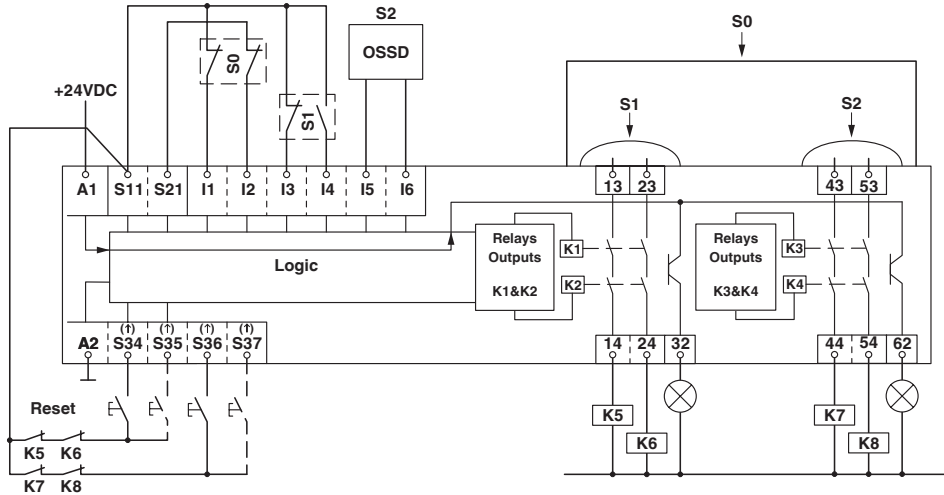 S2
S0
OSSD
S0
+24VDC
S1
S1
S2
A1 S11 S21 I1 I2 I3 I4 I5 I6
13 23
43 53
Logic
Relays
Outputs
K1&K2
K1
K2
Relays
Outputs
K3&K4
K3
K4
(↑) (↑) (↑) (↑)
A2 S34 S35 S36 S37
14 24 32
44 54 62
Reset
K5 K6
K7 K8
K5
K6
K7
K8